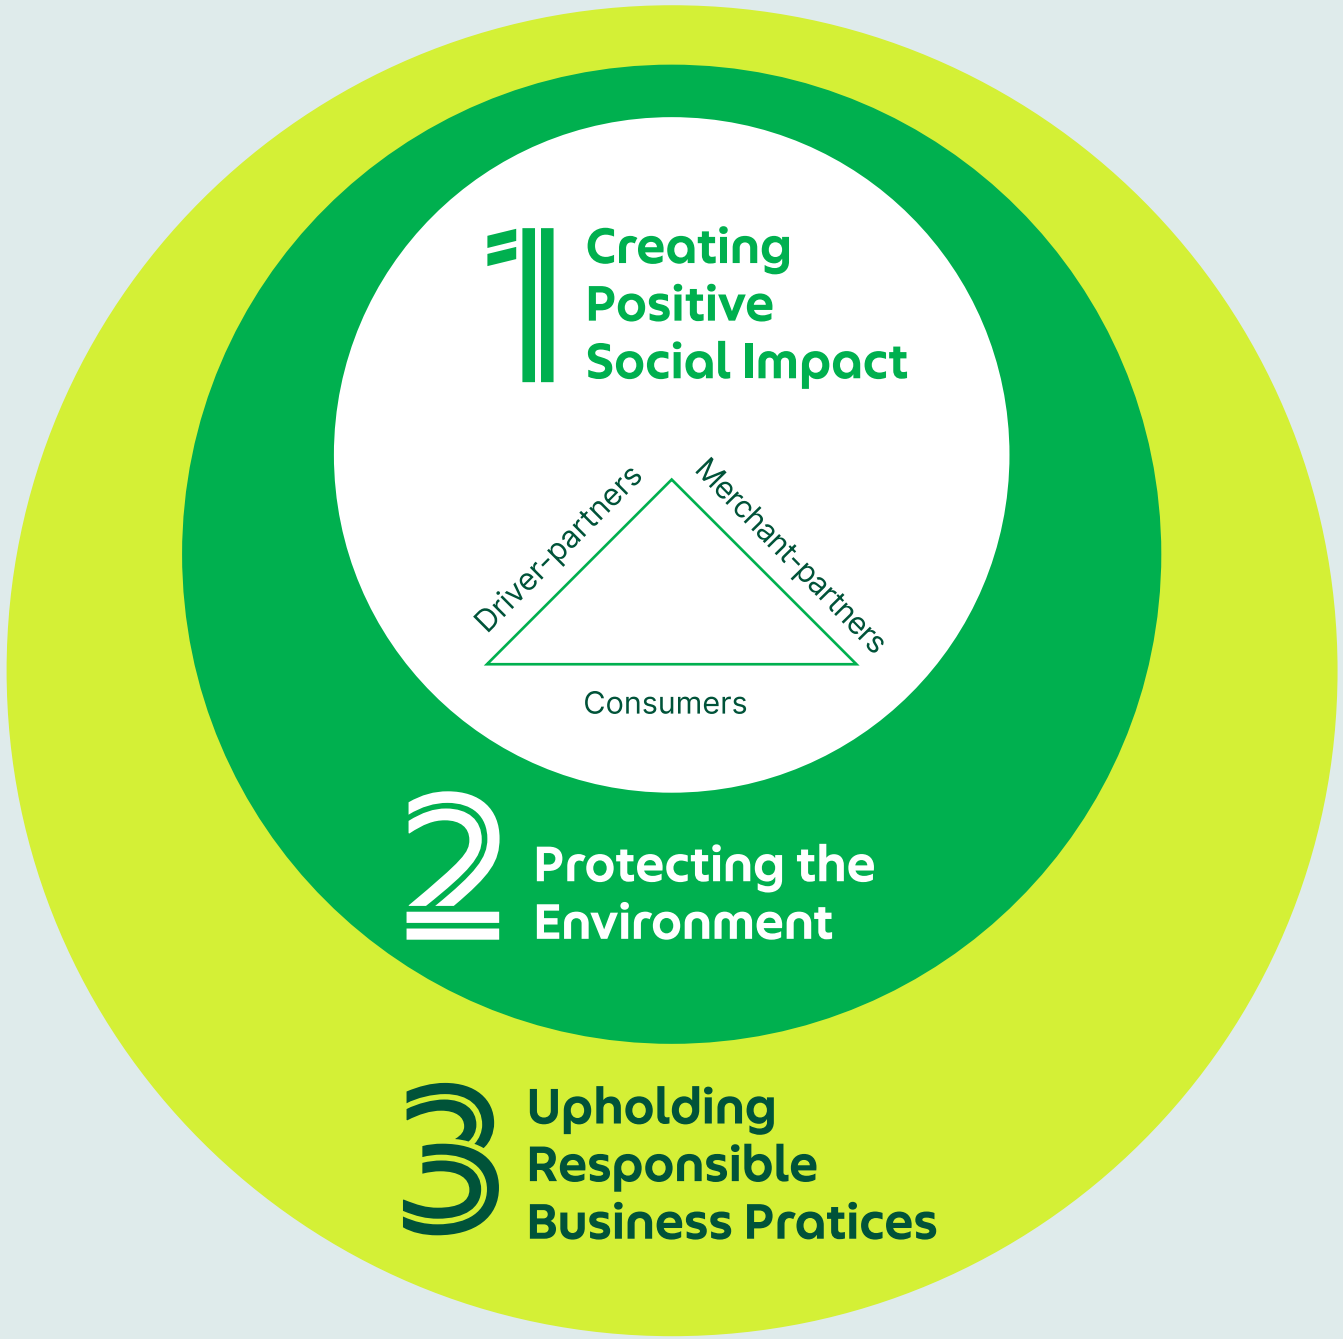 1 Creating
Positive
Social Impact
Driver-partners
Merchant-partners
Consumers
2 Protecting the
Environment
3 Upholding
Responsible
Business Pratices